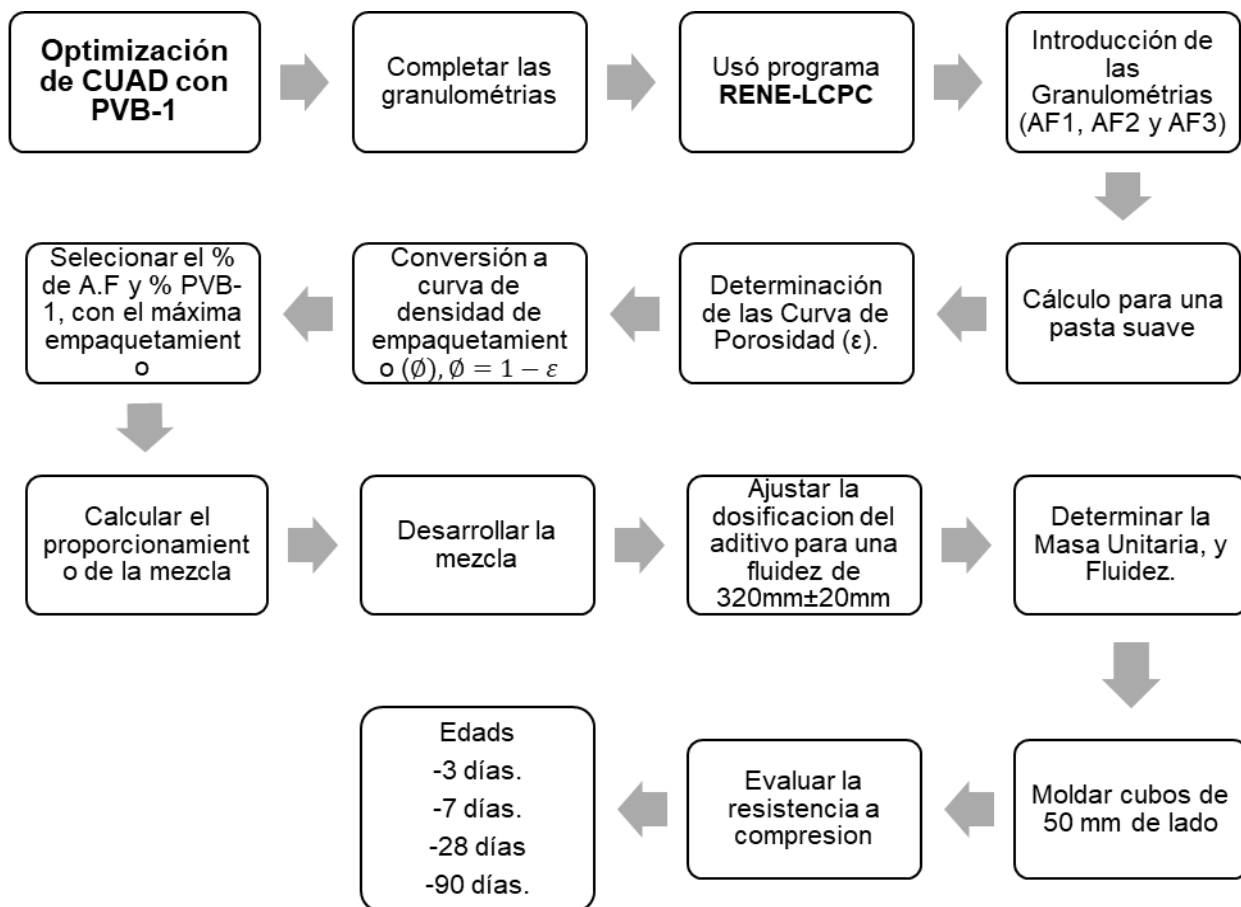 Optimización
de CUAD con
PVB-1
Completar las
granulométrias
Usó programa
RENE-LCPC
Introducción de
las
Granulométrias
(AF1, AF2 y AF3)
Cálculo para una
pasta suave
Determinación
de las Curva de
Porosidad (ε).
Conversión a
curva de
densidad de
empaquetamient
o (∅), ∅ = 1 − ε
Selecionar el %
de A.F y % PVB-
1, con el máxima
empaquetamient
o
Calcular el
proporcionamient
o de la mezcla
Desarrollar la
mezcla
Ajustar la
dosificacion del
aditivo para una
fluidez de
320mm±20mm
Determinar la
Masa Unitaria, y
Fluidez.
Moldar cubos de
50 mm de lado
Evaluar la
resistencia a
compresion
Edads
-3 días.
-7 días.
-28 días
-90 días.